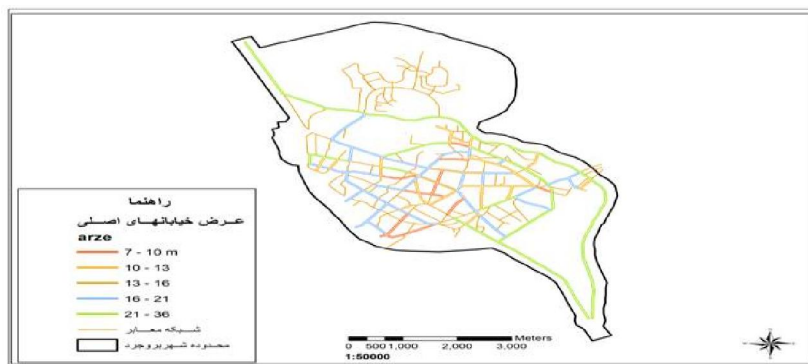 راهنما
عرض خیابانهای اصلی
arze
7 - 10 m
10 - 13
13 - 16
16 - 21
21 - 36
شبکه معابر
محدوده شهر بروجرد
Meters
0 500 1,000 2,000 3,000
1:50000